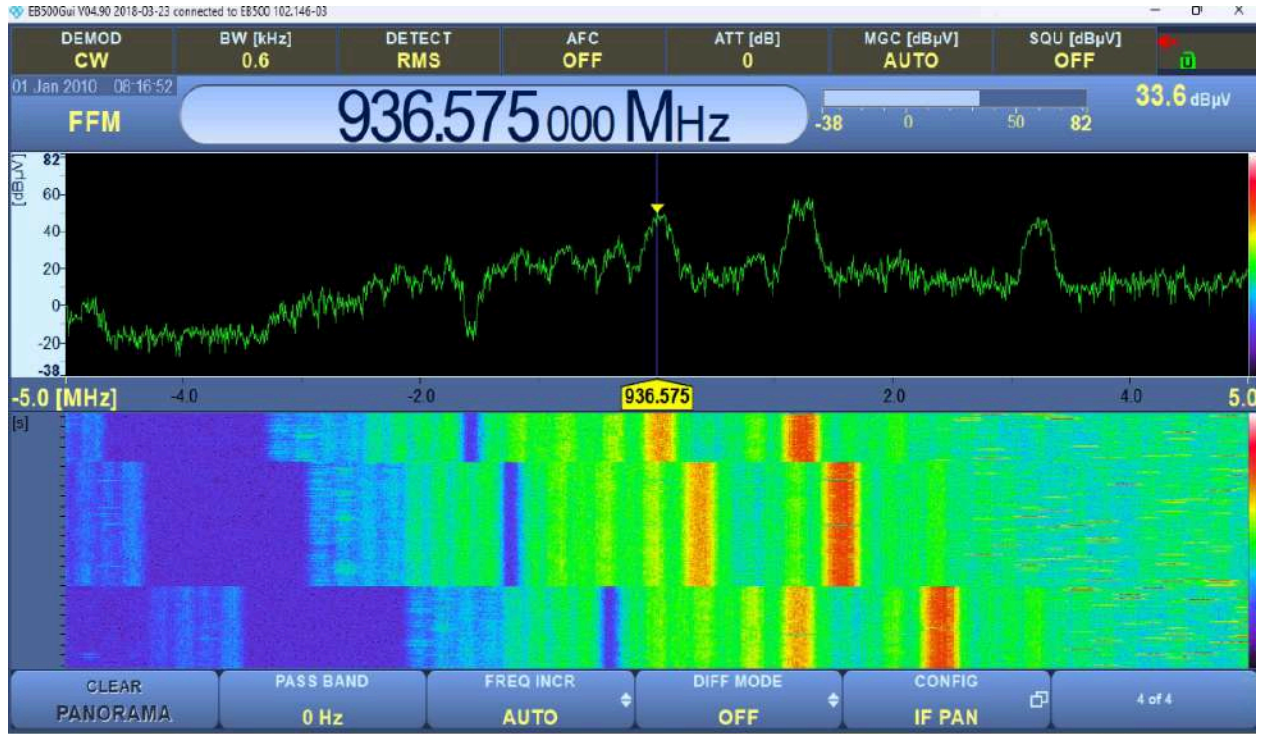 EB500Gui V04.90 2018-03-23 connected to EB500 102.146-03
DEMOD BW [kHz] DETECT AFC ATT [dB] MGC [dBµV] SQU [dBµV]
CW 0.6 RMS OFF 0 AUTO OFF
01 Jan 2010 08:16:52
FFM
936.575 000 MHz
33.6 dBµV
-38 0 50 82
[dBµV]
82
60
40
20
0
-20
-38
-5.0 [MHz] -4.0 -2.0 936.575 2.0 4.0 5.0
[s]
CLEAR PASS BAND FREQ INCR DIFF MODE CONFIG 4 of 4
PANORAMA 0 Hz AUTO OFF IF PAN